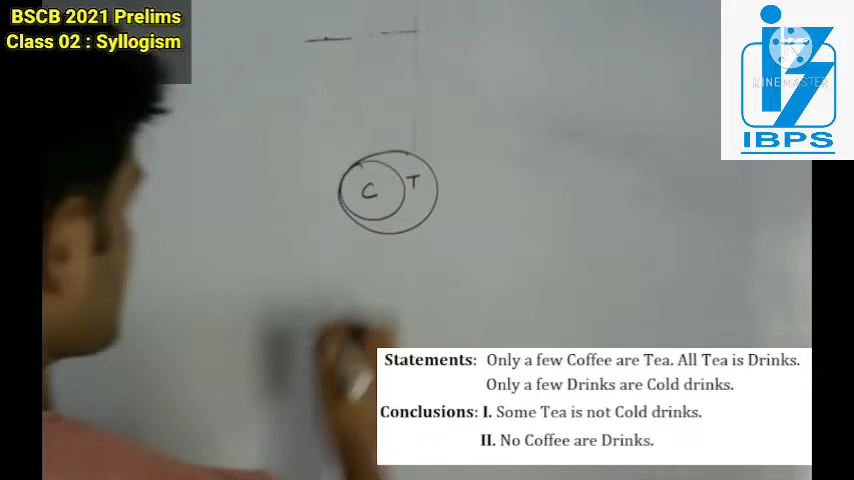 BSCB 2021 Prelims
Class 02 : Syllogism
KINEMASTER
IBPS
C T
Statements: Only a few Coffee are Tea. All Tea is Drinks.
Only a few Drinks are Cold drinks.
Conclusions: I. Some Tea is not Cold drinks.
II. No Coffee are Drinks.